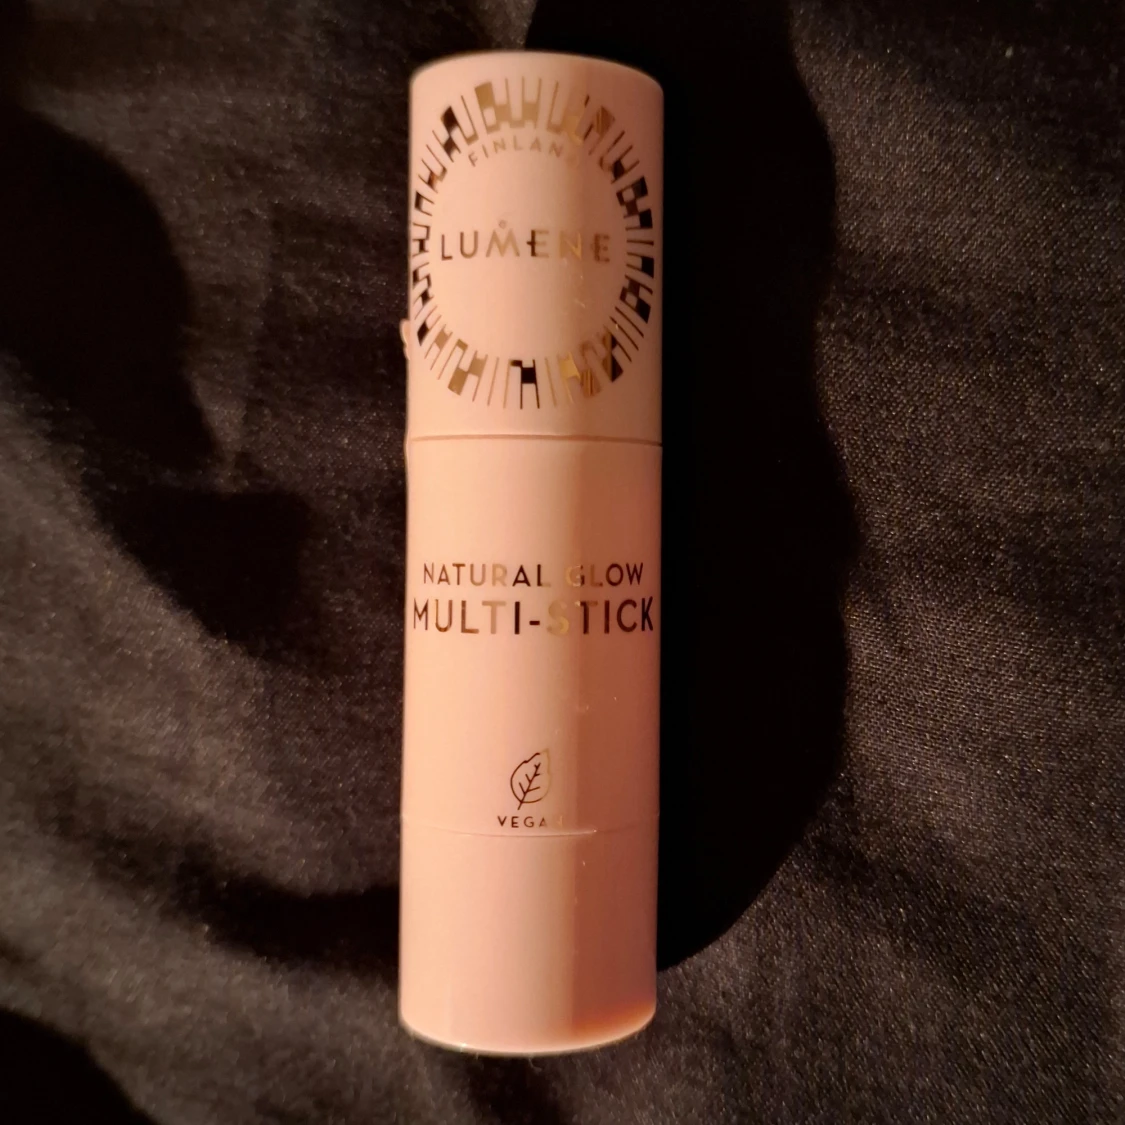 FINLAND
LUMENE
NATURAL GLOW
MULTI-STICK
VEGAN